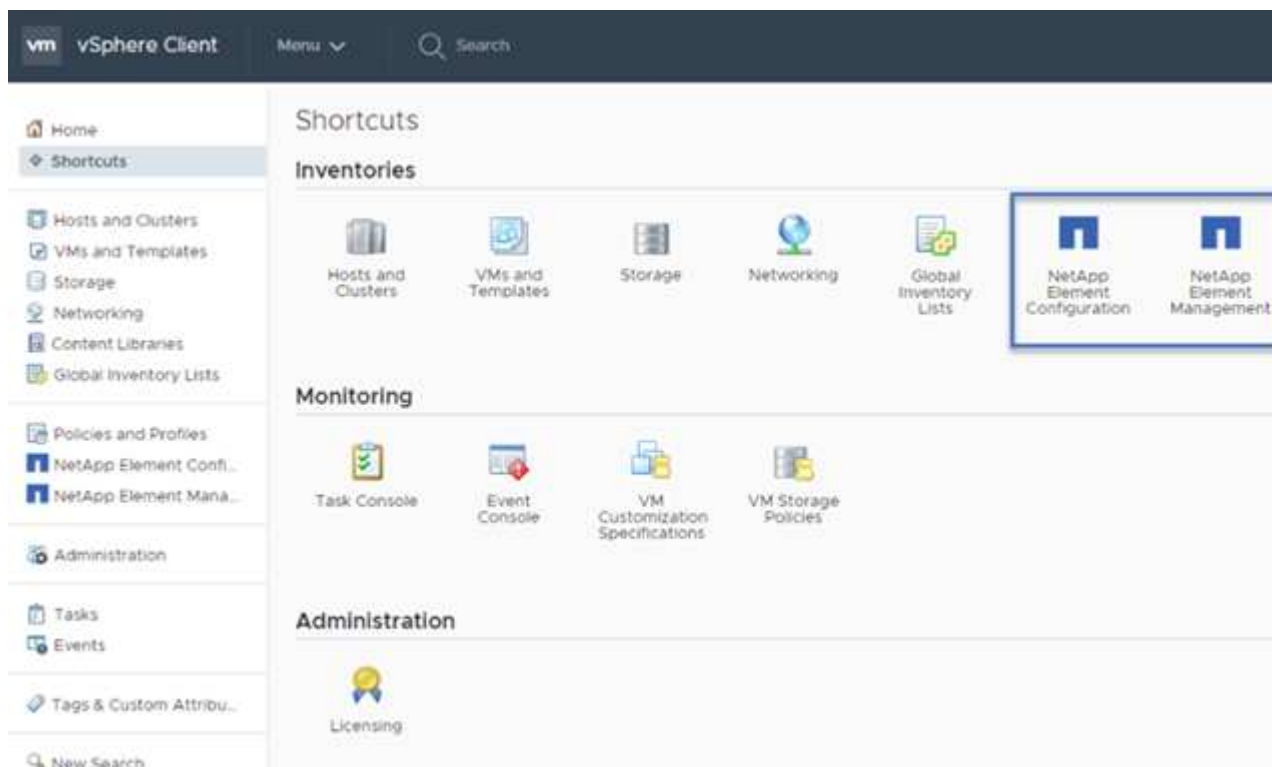 vm vSphere Client Menu Search
Home
Shortcuts
Hosts and Clusters
VMs and Templates
Storage
Networking
Content Libraries
Global Inventory Lists
Policies and Profiles
NetApp Element Confi...
NetApp Element Mana...
Administration
Tasks
Events
Tags & Custom Attribu...
New Search
Shortcuts
Inventories
Hosts and
Clusters
VMs and
Templates
Storage
Networking
Global
Inventory
Lists
NetApp
Element
Configuration
NetApp
Element
Management
Monitoring
Task Console
Event
Console
VM
Customization
Specifications
VM Storage
Policies
Administration
Licensing